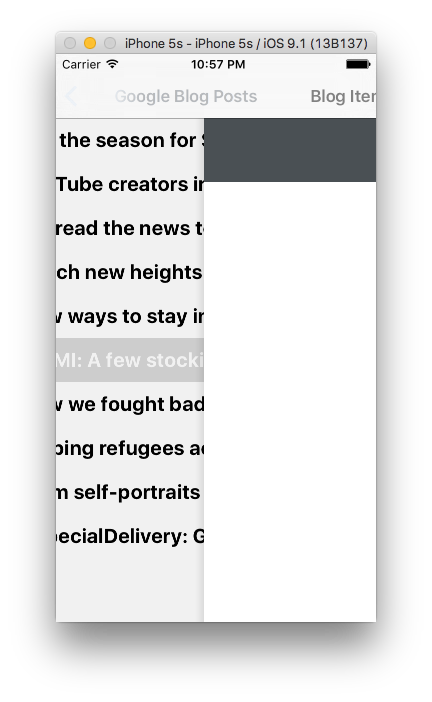 iPhone 5s - iPhone 5s / iOS 9.1 (13B137)
Carrier 10:57 PM
Google Blog Posts Blog Iter
the season for S
Tube creators in
read the news t
ch new heights
w ways to stay in
MI: A few stocki
w we fought bad
ping refugees a
m self-portraits
pecialDelivery: G